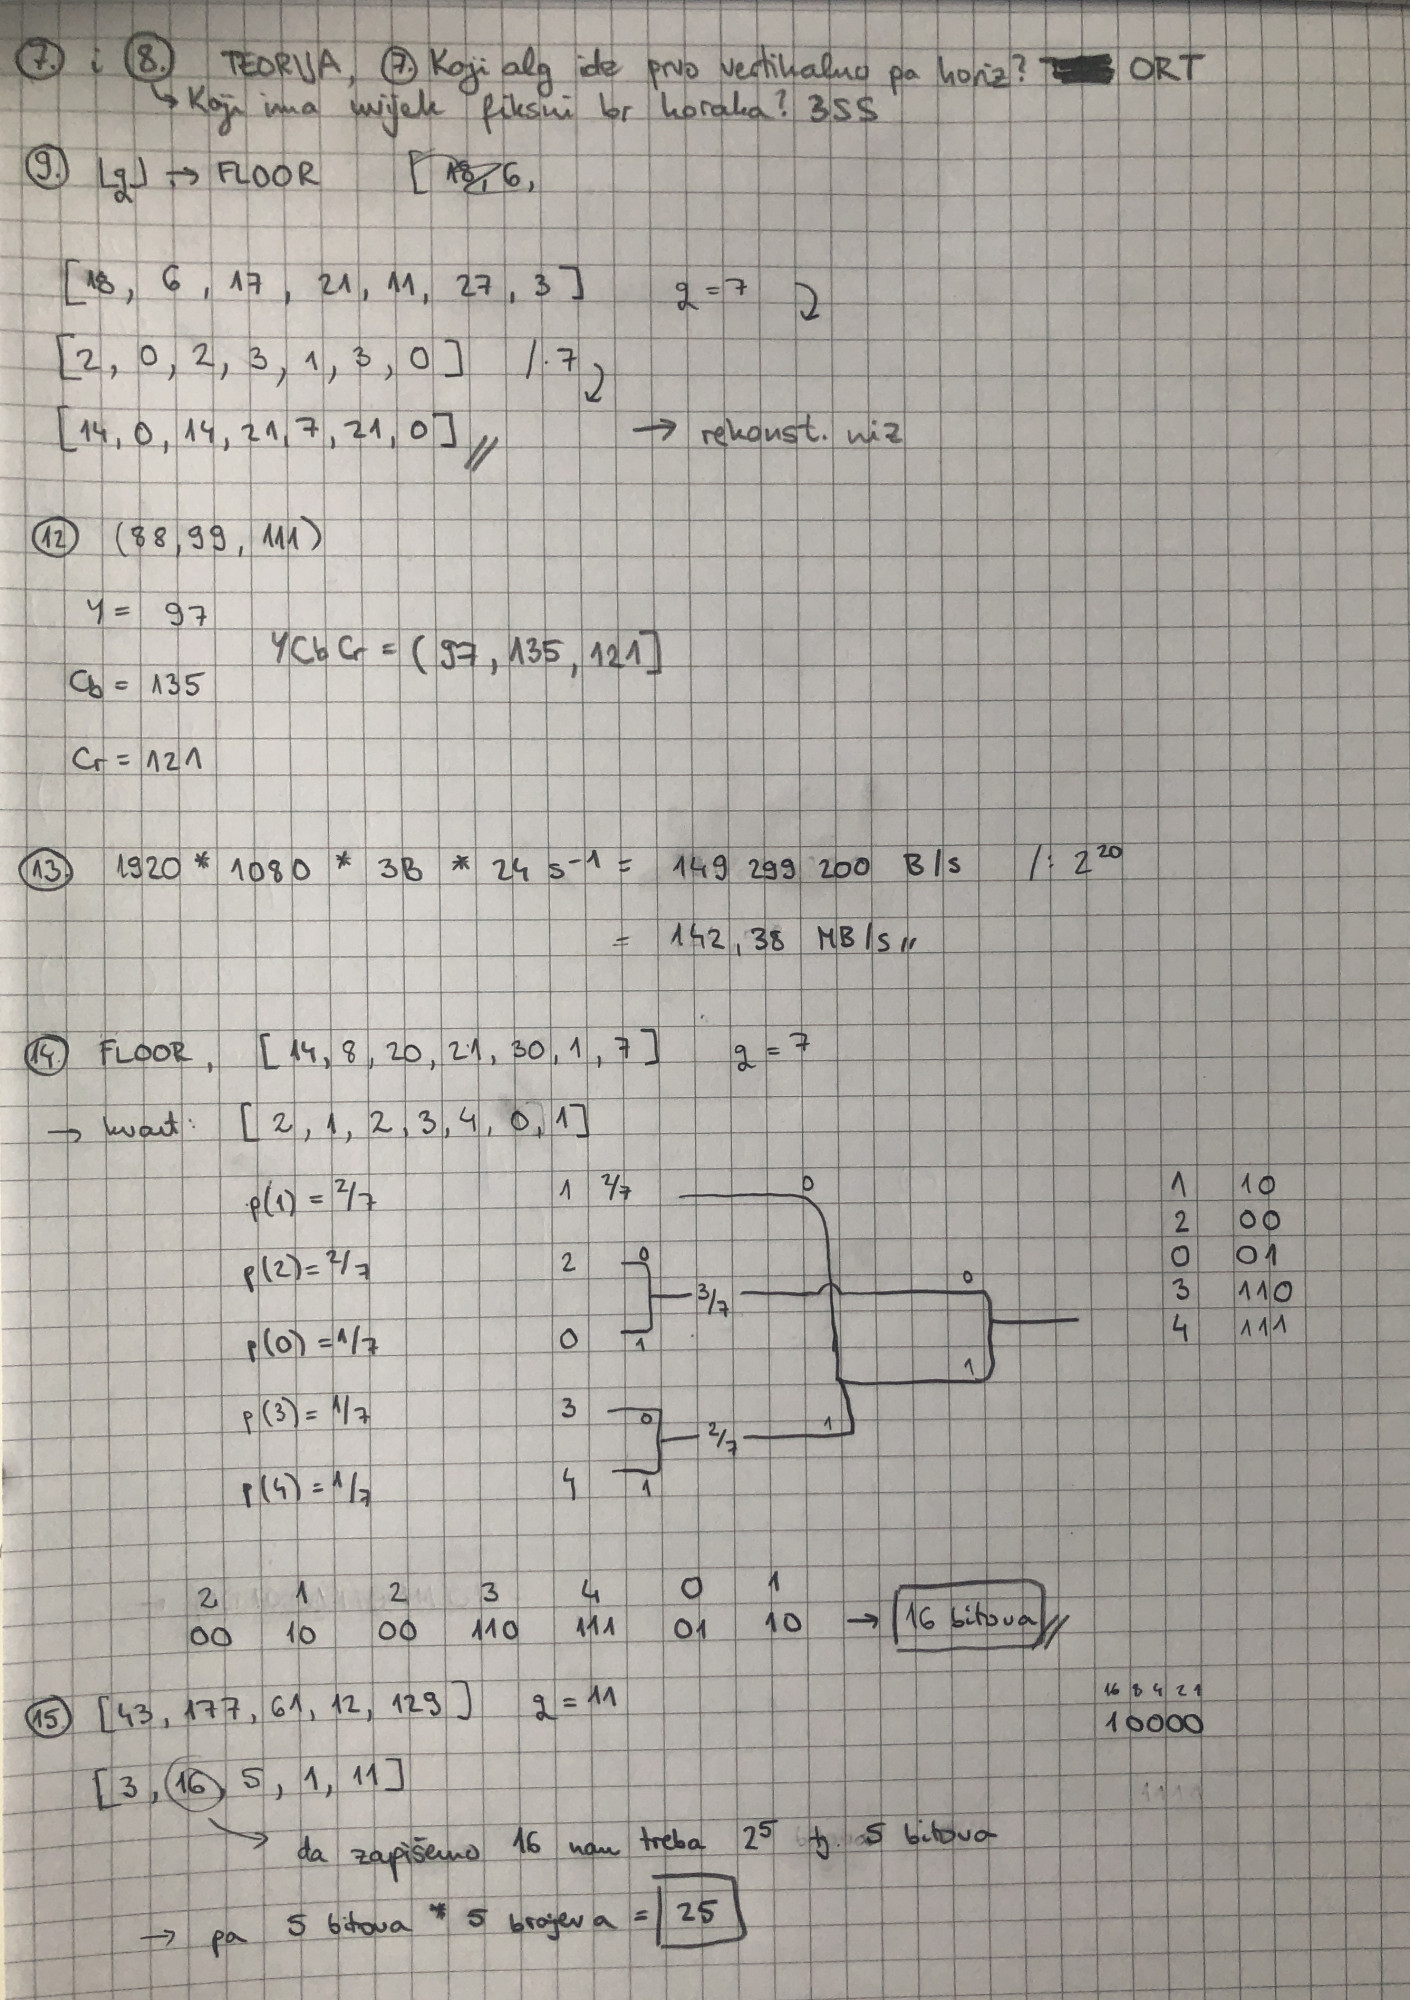 7. i 8. TEORIJA, 7. Koji alg ide prvo vertikalno pa horiz? ORT
↳ Koji ima uvijek fiksni br koraka? 3SS
9. ⌊q⌋ → FLOOR [ 18, 6,
[18, 6, 17, 21, 11, 27, 3] q = 7
[2, 0, 2, 3, 1, 3, 0] /·7
[14, 0, 14, 21, 7, 21, 0] → rekonst. niz
12 (88, 99, 111)
Y = 97
YCbCr = (97, 135, 121]
Cb = 135
Cr = 121
13. 1920 * 1080 * 3B * 24 s⁻¹ = 149 299 200 B/s /: 2²⁰
= 142,38 MB/s
14. FLOOR, [14, 8, 20, 21, 30, 1, 7] q = 7
→ kvant: [2, 1, 2, 3, 4, 0, 1]
p(1) = 2/7 1 2/7 0 1 10
p(2) = 2/7 2 0 2 00
3/7 0 0 01
p(0) = 1/7 0 1 3 110
1 4 111
p(3) = 1/7 3 0
2/7 1
p(4) = 1/7 4 1
2 1 2 3 4 0 1
00 10 00 110 111 01 10 → 16 bitova
15 [43, 177, 61, 12, 129] q = 11
16 8 4 2 1
10000
[3, 16, 5, 1, 11]
→ da zapišemo 16 nam treba 2⁵ tj. 5 bitova
→ pa 5 bitova * 5 brojeva = 25